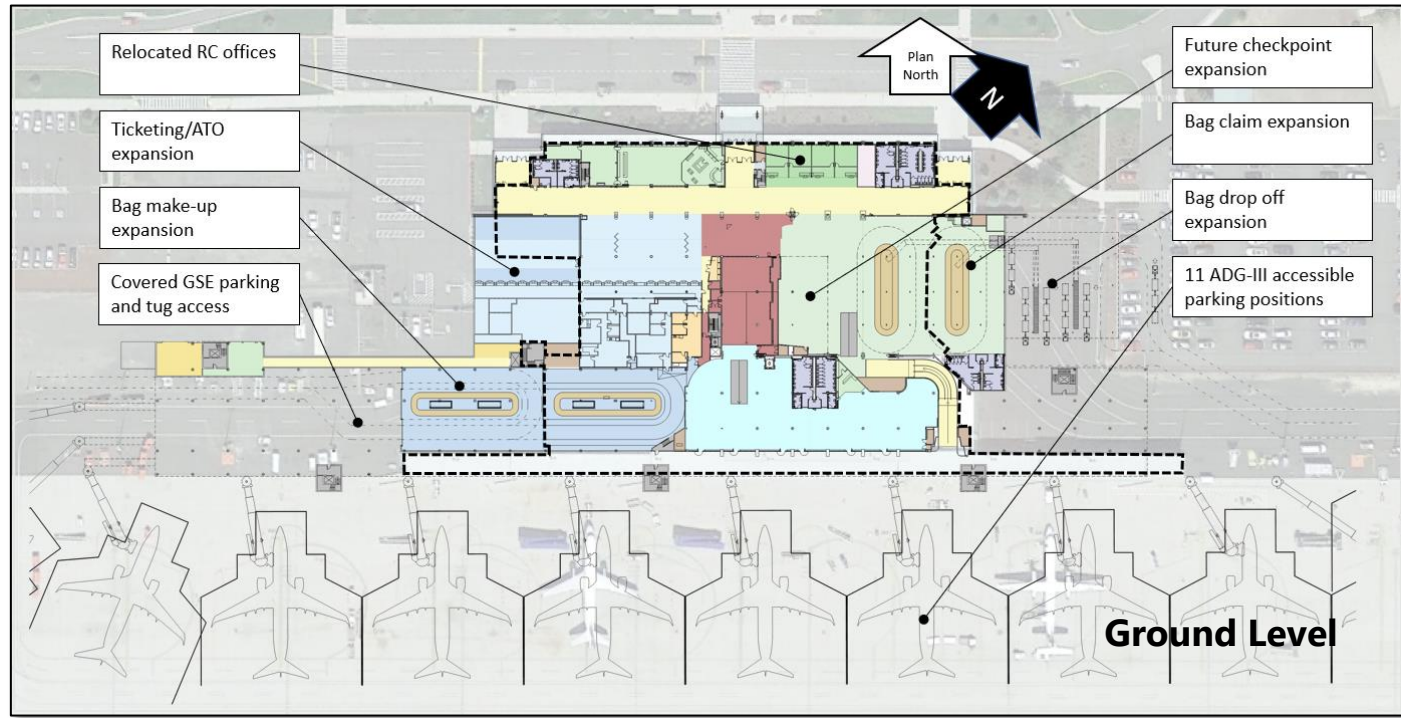 Relocated RC offices
Ticketing/ATO
expansion
Bag make-up
expansion
Covered GSE parking
and tug access
Plan
North
N
Future checkpoint
expansion
Bag claim expansion
Bag drop off
expansion
11 ADG-III accessible
parking positions
Ground Level